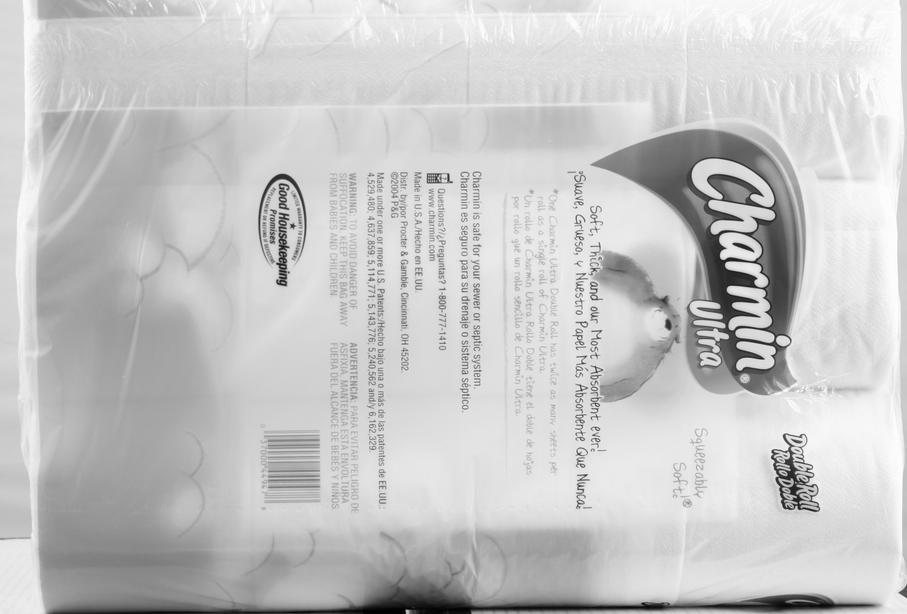 Charmin®
Ultra
Double Roll
Rollo Doble
Squeezably
Soft!®
Soft, Thick, and our Most Absorbent ever!
¡Suave, Grueso, y Nuestro Papel Más Absorbente Que Nunca!
*One Charmin Ultra Double Roll has twice as many sheets per
roll as a single roll of Charmin Ultra.
*Un rollo de Charmin Ultra Rollo Doble tiene el doble de hojas
por rollo que un rollo sencillo de Charmin Ultra.
Charmin is safe for your sewer or septic system.
Charmin es seguro para su drenaje o sistema séptico.
Questions?/¿Preguntas? 1-800-777-1410
www.charmin.com
Made in U.S.A./Hecho en EE.UU.
Distr. by/por Procter & Gamble, Cincinnati, OH 45202.
©2004 P&G
Made under one or more U.S. Patents:/Hecho bajo una o más de las patentes de EE.UU.:
4,529,480; 4,637,859; 5,114,771; 5,143,776; 5,240,562 and/y 6,162,329.
WARNING: TO AVOID DANGER OF
SUFFOCATION, KEEP THIS BAG AWAY
FROM BABIES AND CHILDREN.
ADVERTENCIA: PARA EVITAR PELIGRO DE
ASFIXIA, MANTENGA ESTA ENVOLTURA
FUERA DEL ALCANCE DE BEBÉS Y NIÑOS.
Good Housekeeping
Promises